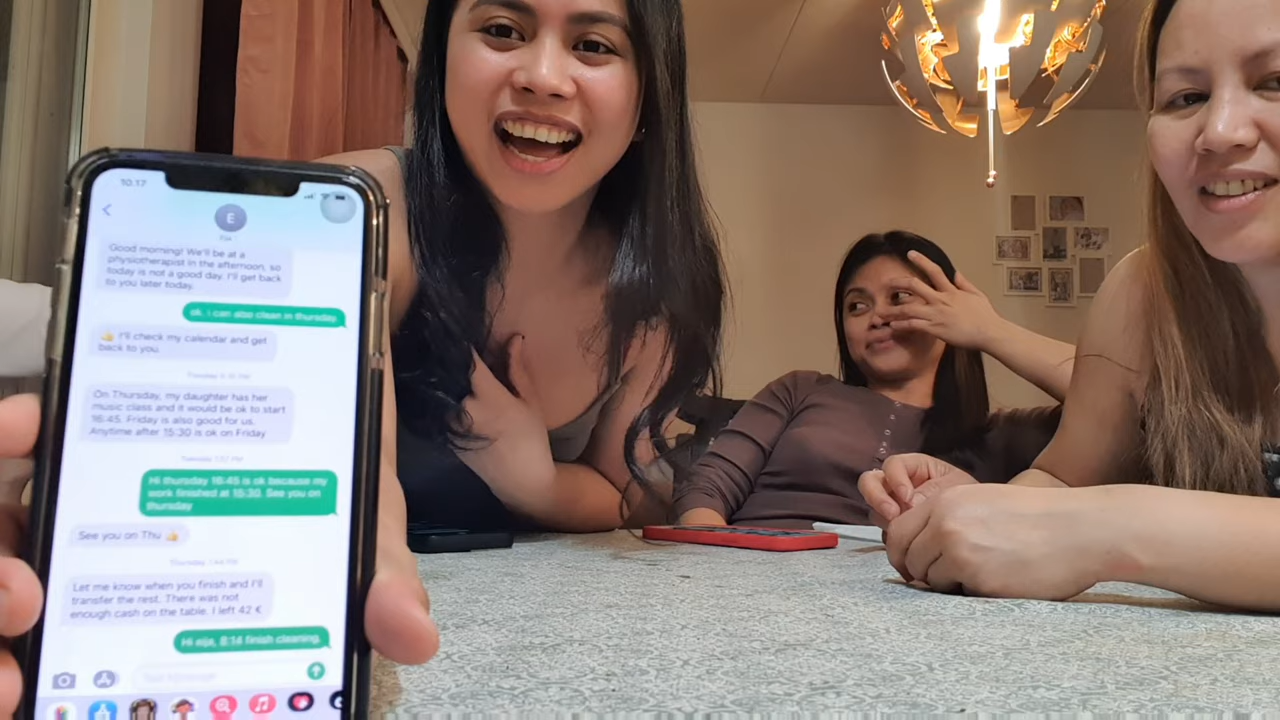 10.17
E
Good morning! We'll be at a
physiotherapist in the afternoon, so
today is not a good day. I'll get back
to you later today.
ok. i can also clean in thursday
👍 I'll check my calendar and get
back to you.
On Thursday, my daughter has her
music class and it would be ok to start
16:45. Friday is also good for us.
Anytime after 15:30 is ok on Friday
Hi thursday 16:45 is ok because my
work finished at 15:30. See you on
thursday
See you on Thu 👍
Let me know when you finish and I'll
transfer the rest. There was not
enough cash on the table. I left 42 €
Hi eija, 8:14 finish cleaning.